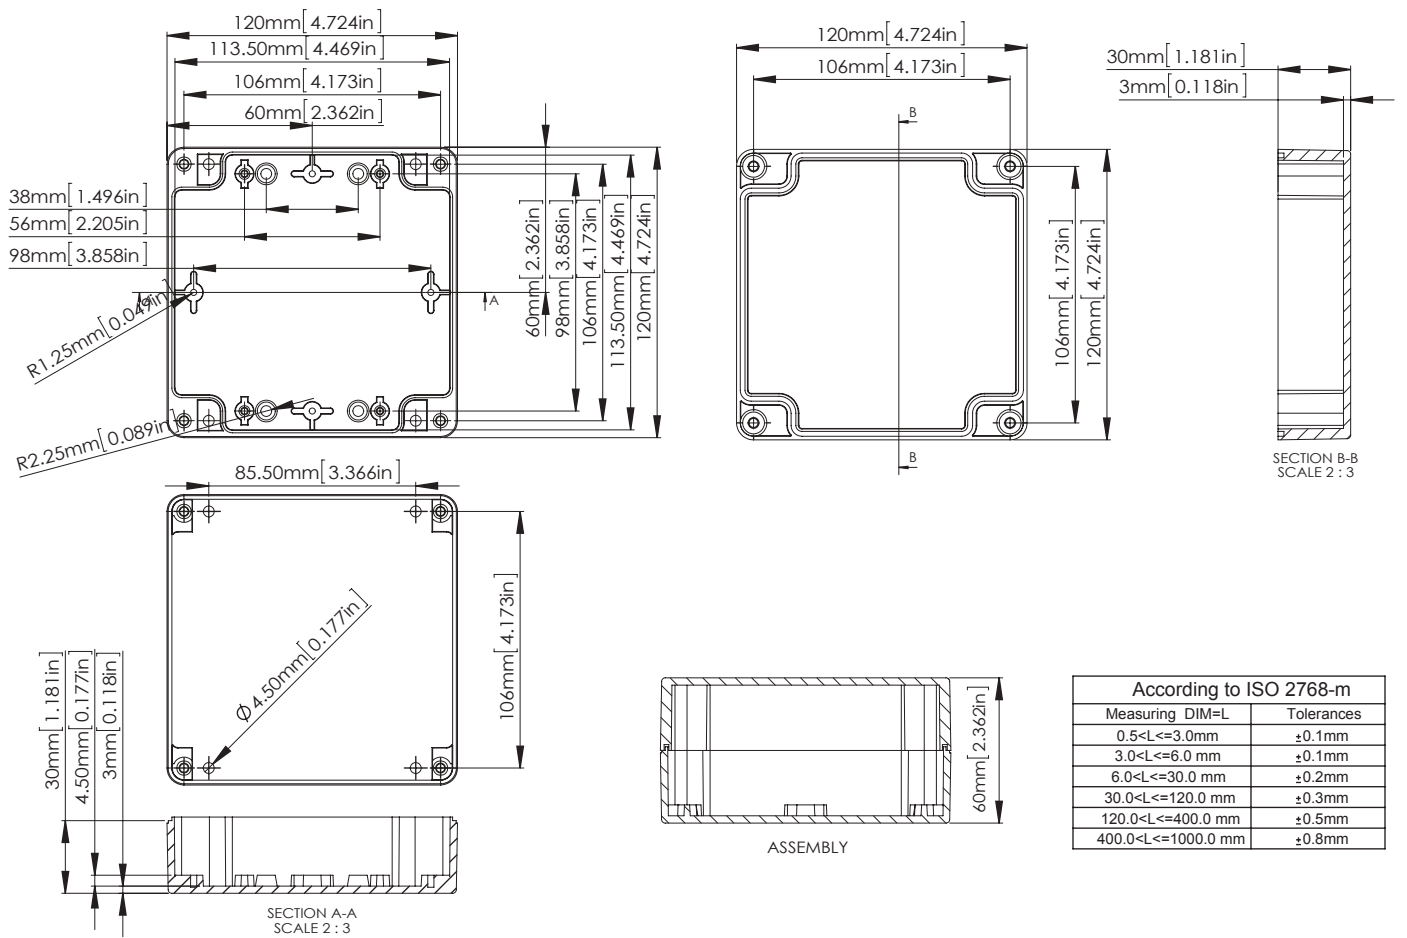 120mm[4.724in]
113.50mm[4.469in]
106mm[4.173in]
60mm[2.362in]
38mm[1.496in]
56mm[2.205in]
98mm[3.858in]
R1.25mm[0.049in]
R2.25mm[0.089in]
A
60mm[2.362in]
98mm[3.858in]
106mm[4.173in]
113.50mm[4.469in]
120mm[4.724in]
120mm[4.724in]
106mm[4.173in]
B
B
106mm[4.173in]
120mm[4.724in]
30mm[1.181in]
3mm[0.118in]
SECTION B-B
SCALE 2 : 3
85.50mm[3.366in]
106mm[4.173in]
Φ4.50mm[0.177in]
30mm[1.181in]
4.50mm[0.177in]
3mm[0.118in]
SECTION A-A
SCALE 2 : 3
60mm[2.362in]
ASSEMBLY
According to ISO 2768-m
Measuring DIM=L Tolerances
0.5<L<=3.0mm ±0.1mm
3.0<L<=6.0 mm ±0.1mm
6.0<L<=30.0 mm ±0.2mm
30.0<L<=120.0 mm ±0.3mm
120.0<L<=400.0 mm ±0.5mm
400.0<L<=1000.0 mm ±0.8mm